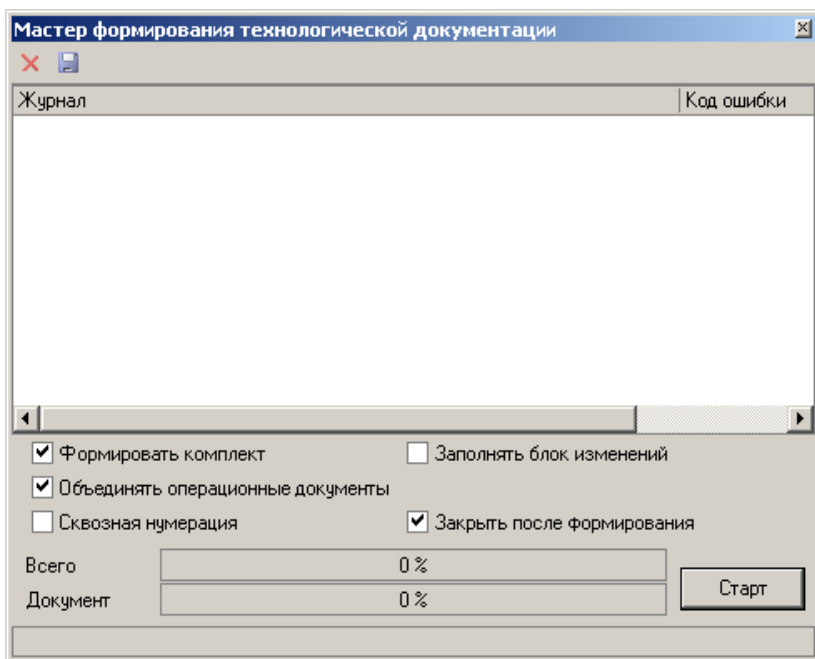 Мастер формирования технологической документации
Журнал Код ошибки
Формировать комплект Заполнять блок изменений
Объединять операционные документы
Сквозная нумерация Закрыть после формирования
Всего 0 %
Старт
Документ 0 %